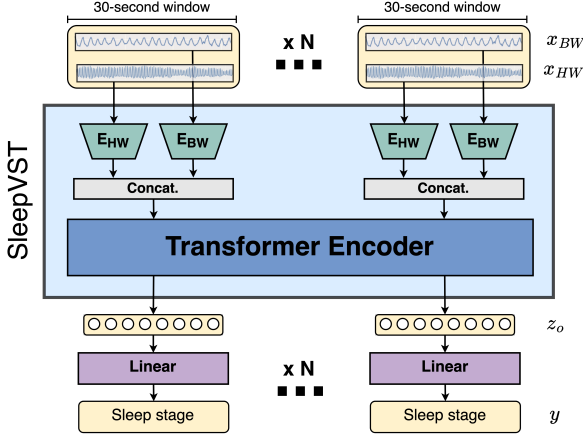 30-second window
30-second window
x N
x_BW
x_HW
SleepVST
E_HW
E_BW
E_HW
E_BW
Concat.
Concat.
Transformer Encoder
z_o
Linear
x N
Linear
Sleep stage
Sleep stage
y